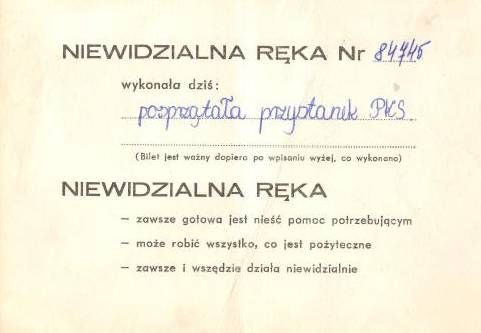 NIEWIDZIALNA RĘKA Nr 84745
wykonała dziś:
posprzątała przystanik PKS
(Bilet jest ważny dopiero po wpisaniu wyżej, co wykonano)
NIEWIDZIALNA RĘKA
– zawsze gotowa jest nieść pomoc potrzebującym
– może robić wszystko, co jest pożyteczne
– zawsze i wszędzie działa niewidzialnie